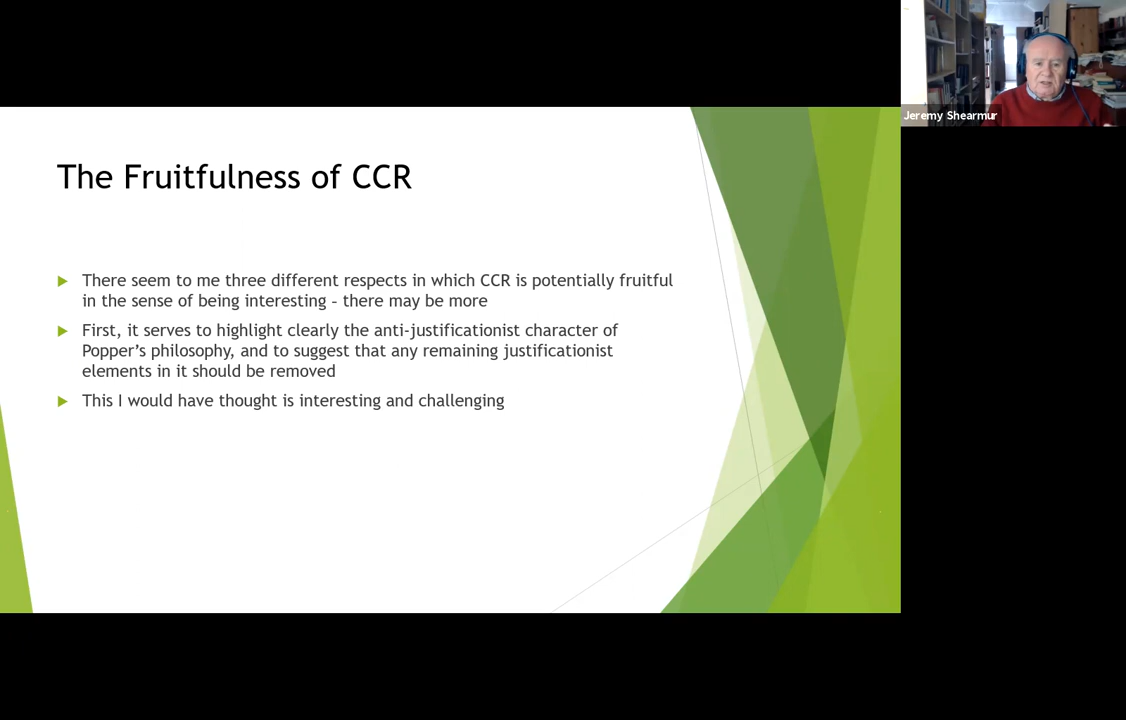 Jeremy Shearmur
The Fruitfulness of CCR
There seem to me three different respects in which CCR is potentially fruitful
in the sense of being interesting – there may be more
First, it serves to highlight clearly the anti-justificationist character of
Popper's philosophy, and to suggest that any remaining justificationist
elements in it should be removed
This I would have thought is interesting and challenging